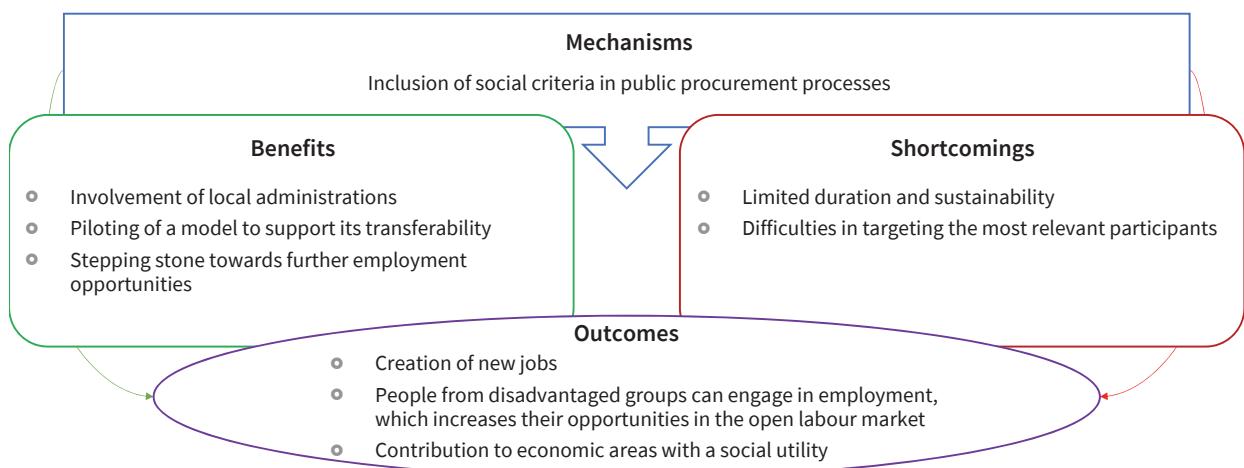 Mechanisms
Inclusion of social criteria in public procurement processes
Benefits
Involvement of local administrations
Piloting of a model to support its transferability
Stepping stone towards further employment
opportunities
Shortcomings
Limited duration and sustainability
Difficulties in targeting the most relevant participants
Outcomes
Creation of new jobs
People from disadvantaged groups can engage in employment,
which increases their opportunities in the open labour market
Contribution to economic areas with a social utility